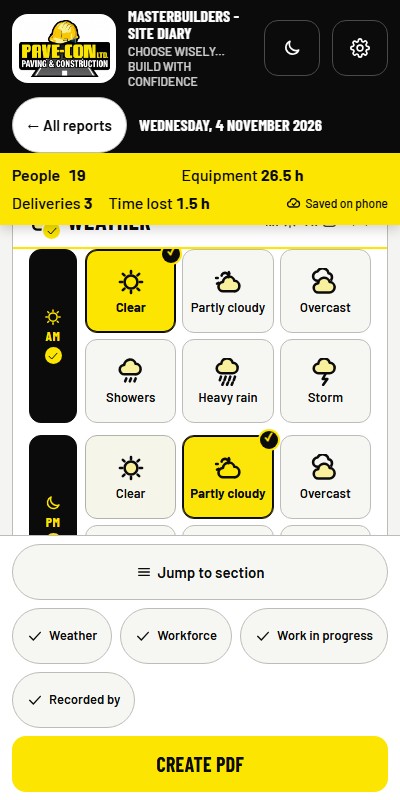 PAVE-CON LTD.
PAVING & CONSTRUCTION
MASTERBUILDERS -
SITE DIARY
CHOOSE WISELY...
BUILD WITH
CONFIDENCE
← All reports
WEDNESDAY, 4 NOVEMBER 2026
People 19
Equipment 26.5 h
Deliveries 3 Time lost 1.5 h
Saved on phone
WEATHER
AM
Clear
Partly cloudy
Overcast
Showers
Heavy rain
Storm
PM
Clear
Partly cloudy
Overcast
Jump to section
Weather
Workforce
Work in progress
Recorded by
CREATE PDF